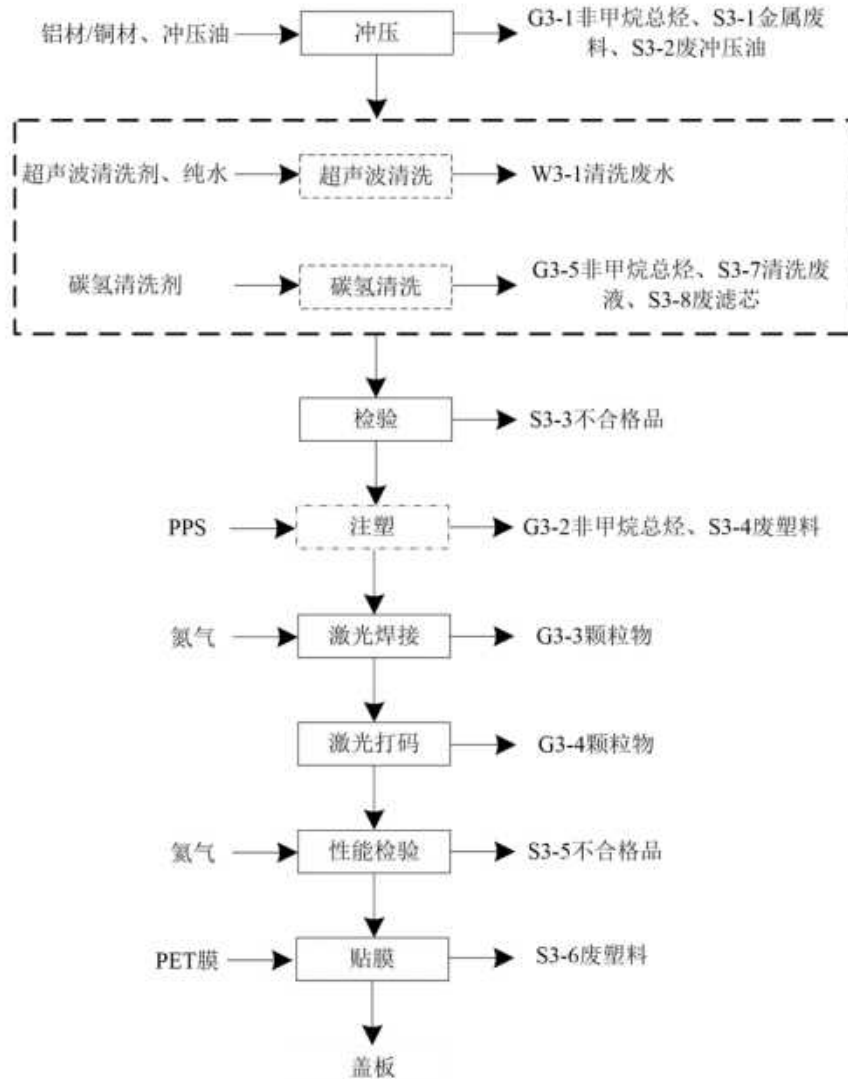 铝材/铜材、冲压油
冲压
G3-1非甲烷总烃、S3-1金属废
料、S3-2废冲压油
超声波清洗剂、纯水
超声波清洗
W3-1清洗废水
碳氢清洗剂
碳氢清洗
G3-5非甲烷总烃、S3-7清洗废
液、S3-8废滤芯
检验
S3-3不合格品
PPS
注塑
G3-2非甲烷总烃、S3-4废塑料
氮气
激光焊接
G3-3颗粒物
激光打码
G3-4颗粒物
氦气
性能检验
S3-5不合格品
PET膜
贴膜
S3-6废塑料
盖板